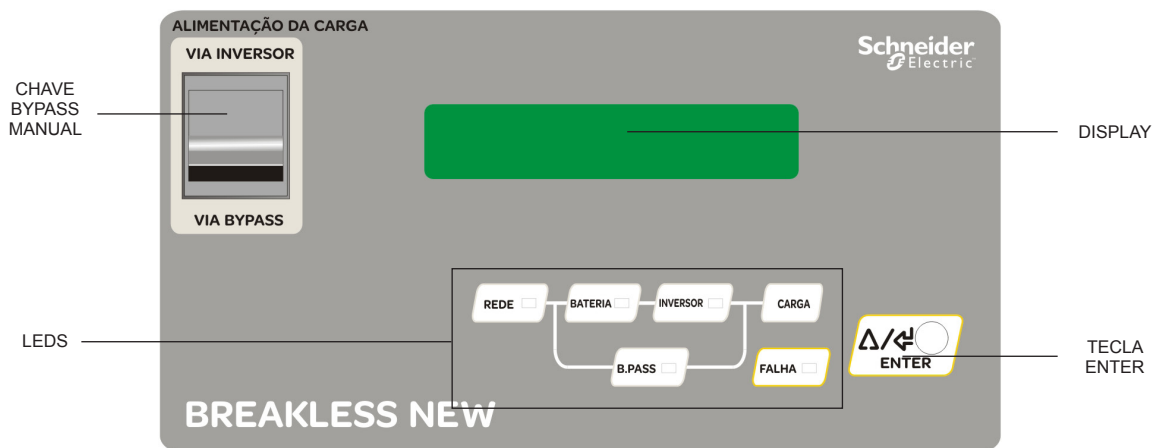 ALIMENTAÇÃO DA CARGA
VIA INVERSOR
Schneider
Electric
CHAVE
BYPASS
MANUAL
DISPLAY
VIA BYPASS
REDE
BATERIA
INVERSOR
CARGA
LEDS
B.PASS
FALHA
Δ/↵
ENTER
TECLA
ENTER
BREAKLESS NEW